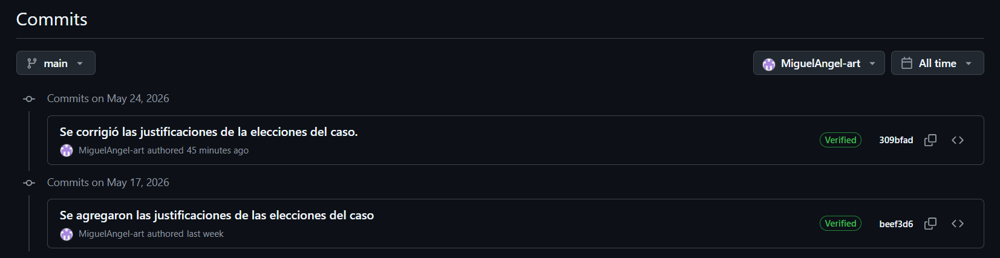 Commits
main
MiguelAngel-art
All time
Commits on May 24, 2026
Se corrigió las justificaciones de la elecciones del caso.
MiguelAngel-art authored 45 minutes ago
Verified
309bfad
Commits on May 17, 2026
Se agregaron las justificaciones de las elecciones del caso
MiguelAngel-art authored last week
Verified
beef3d6